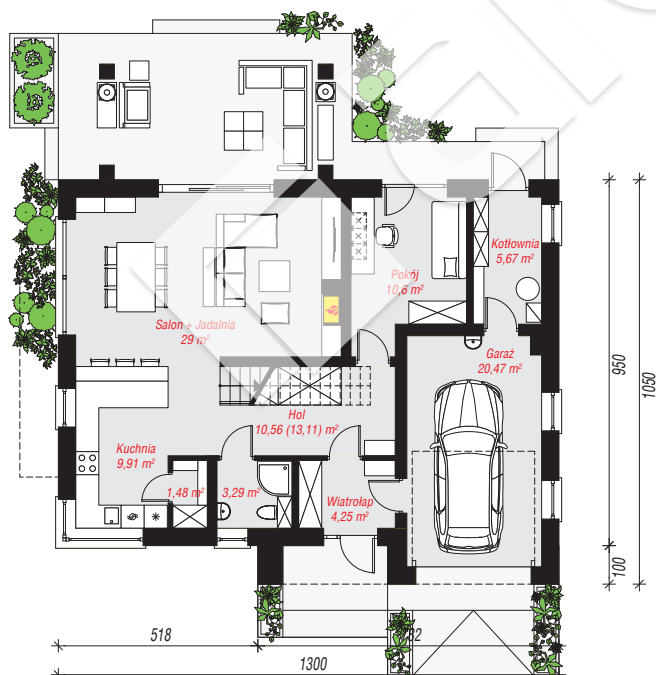 Kotłownia
5,67 m²
Pokój
10,6 m²
Salon + Jadalnia
29 m²
Garaż
20,47 m²
950
1050
Hol
10,56 (13,11) m²
Kuchnia
9,91 m²
1,48 m²
3,29 m²
Wiatrołap
4,25 m²
100
518
1300